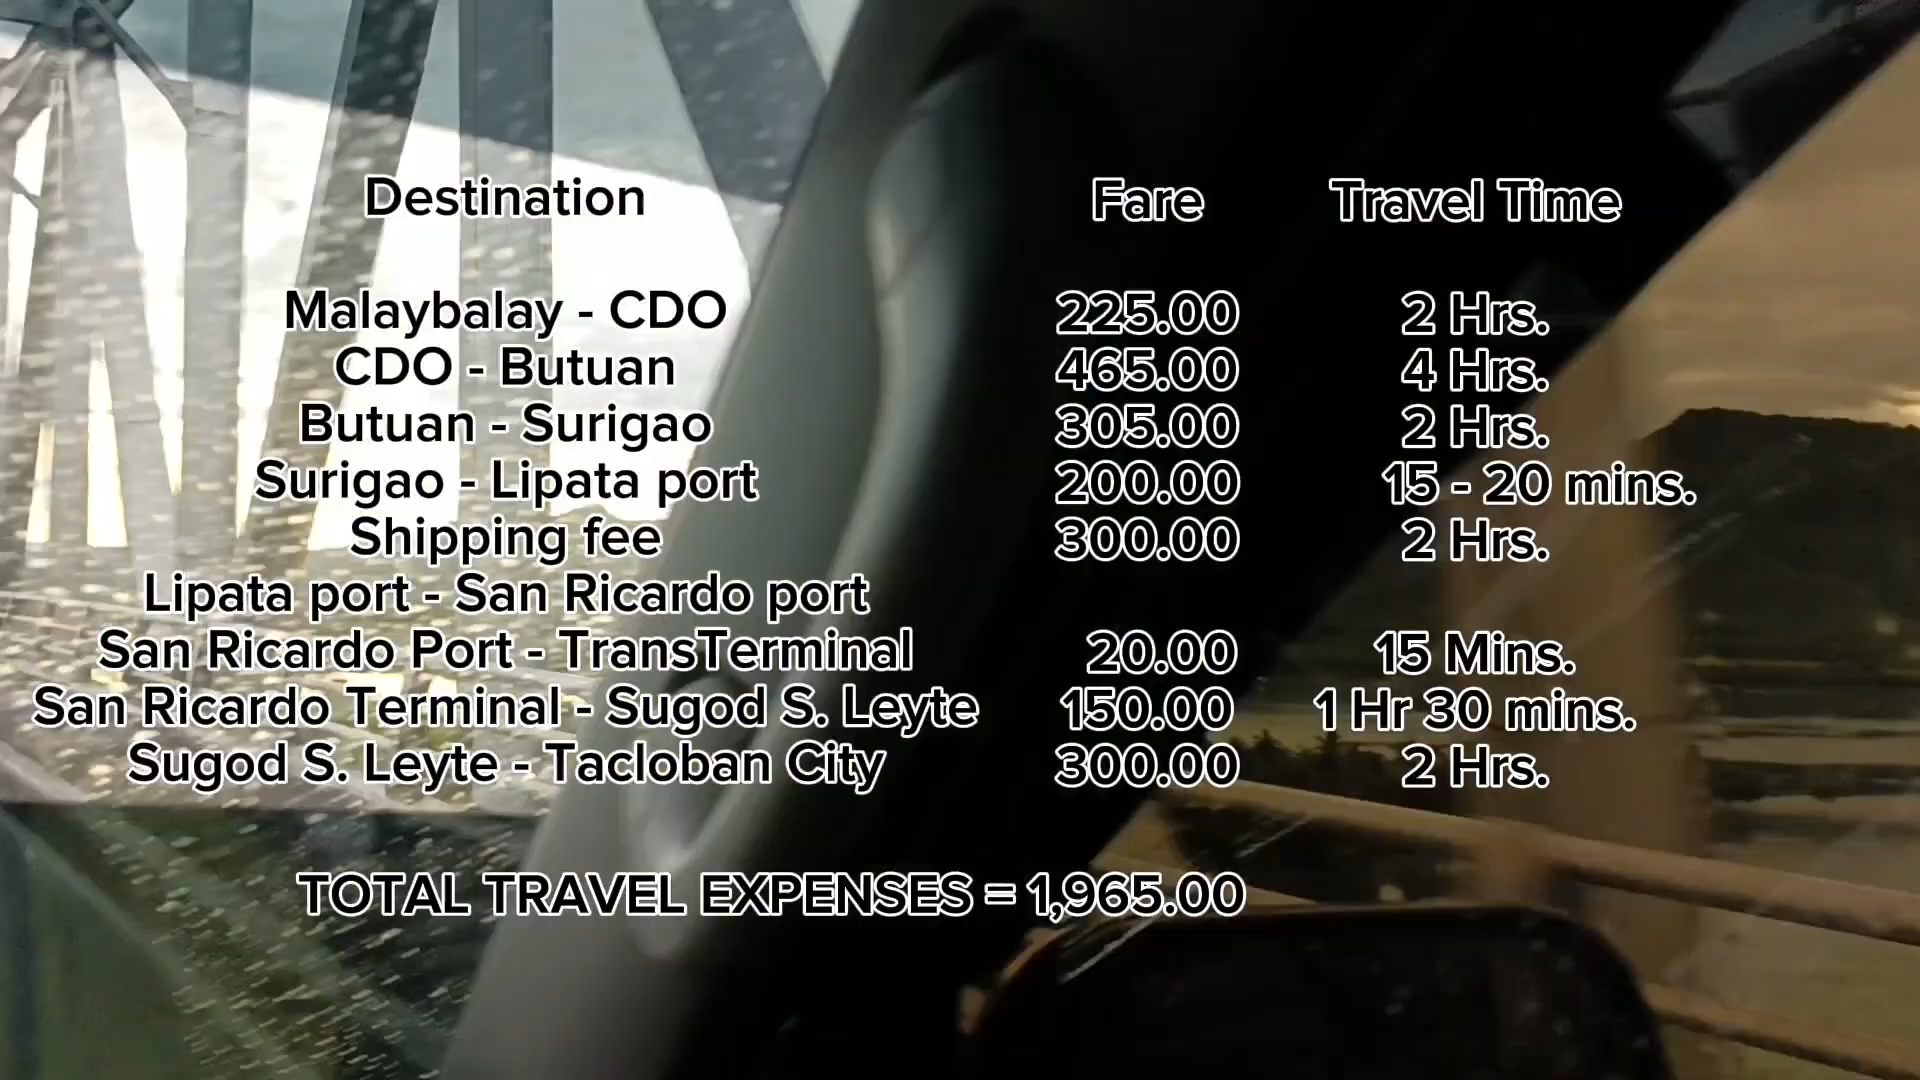 Destination Fare Travel Time
Malaybalay - CDO 225.00 2 Hrs.
CDO - Butuan 465.00 4 Hrs.
Butuan - Surigao 305.00 2 Hrs.
Surigao - Lipata port 200.00 15 - 20 mins.
Shipping fee 300.00 2 Hrs.
Lipata port - San Ricardo port
San Ricardo Port - TransTerminal 20.00 15 Mins.
San Ricardo Terminal - Sugod S. Leyte 150.00 1 Hr 30 mins.
Sugod S. Leyte - Tacloban City 300.00 2 Hrs.
TOTAL TRAVEL EXPENSES = 1,965.00